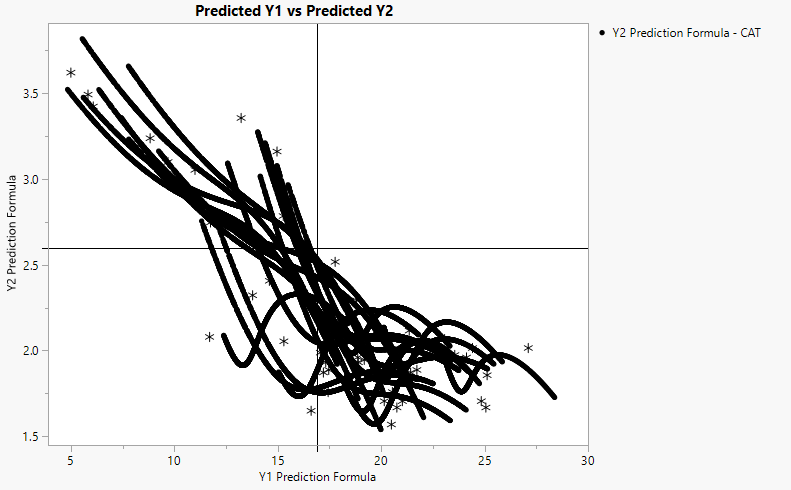 Predicted Y1 vs Predicted Y2
Y2 Prediction Formula - CAT
3.5
3.0
2.5
2.0
1.5
Y2 Prediction Formula
5
10
15
20
25
30
Y1 Prediction Formula